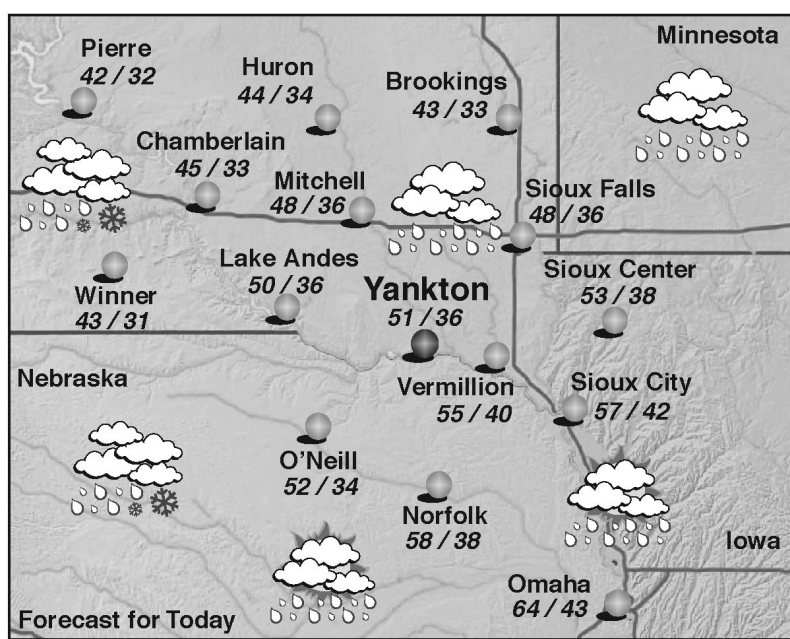 Minnesota
Pierre
42 / 32
Huron
44 / 34
Brookings
43 / 33
Chamberlain
45 / 33
Mitchell
48 / 36
Sioux Falls
48 / 36
Lake Andes
50 / 36
Yankton
51 / 36
Sioux Center
53 / 38
Winner
43 / 31
Nebraska
Vermillion
55 / 40
Sioux City
57 / 42
O'Neill
52 / 34
Norfolk
58 / 38
Iowa
Omaha
64 / 43
Forecast for Today